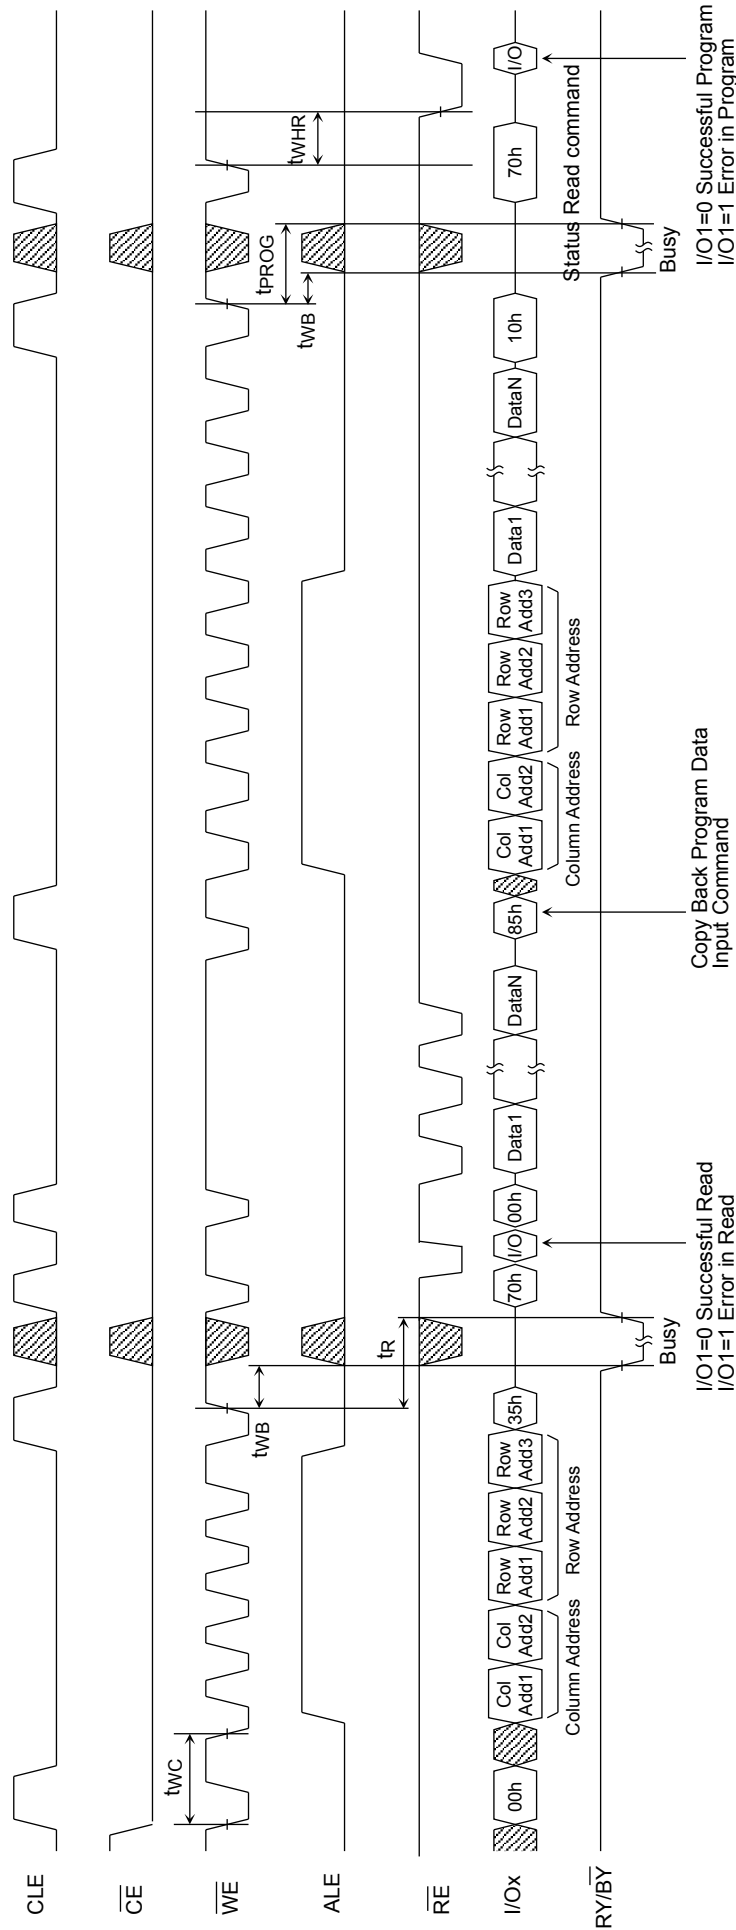 CLE
CE
WE
tWC
tWB
tWB
tPROG
tWHR
ALE
RE
tR
I/Ox
00h
Col Add1
Col Add2
Row Add1
Row Add2
Row Add3
35h
70h
I/O
00h
Data1
DataN
85h
Col Add1
Col Add2
Row Add1
Row Add2
Row Add3
Data1
DataN
10h
70h
I/O
Column Address
Row Address
Column Address
Row Address
Status Read command
RY/BY
Busy
Busy
I/O1=0 Successful Read
I/O1=1 Error in Read
Copy Back Program Data
Input Command
I/O1=0 Successful Program
I/O1=1 Error in Program